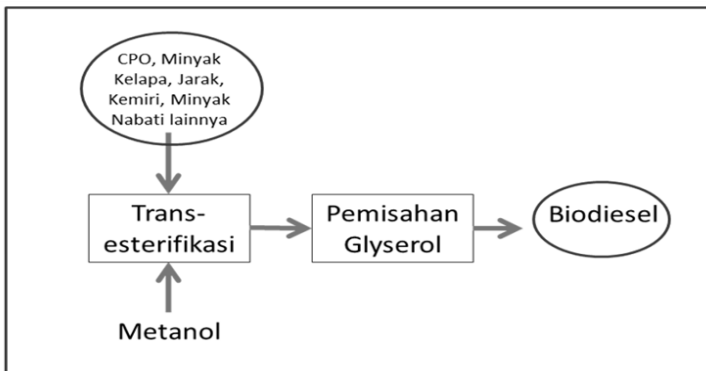 CPO, Minyak
Kelapa, Jarak,
Kemiri, Minyak
Nabati lainnya
Trans-
esterifikasi
Pemisahan
Glyserol
Biodiesel
Metanol